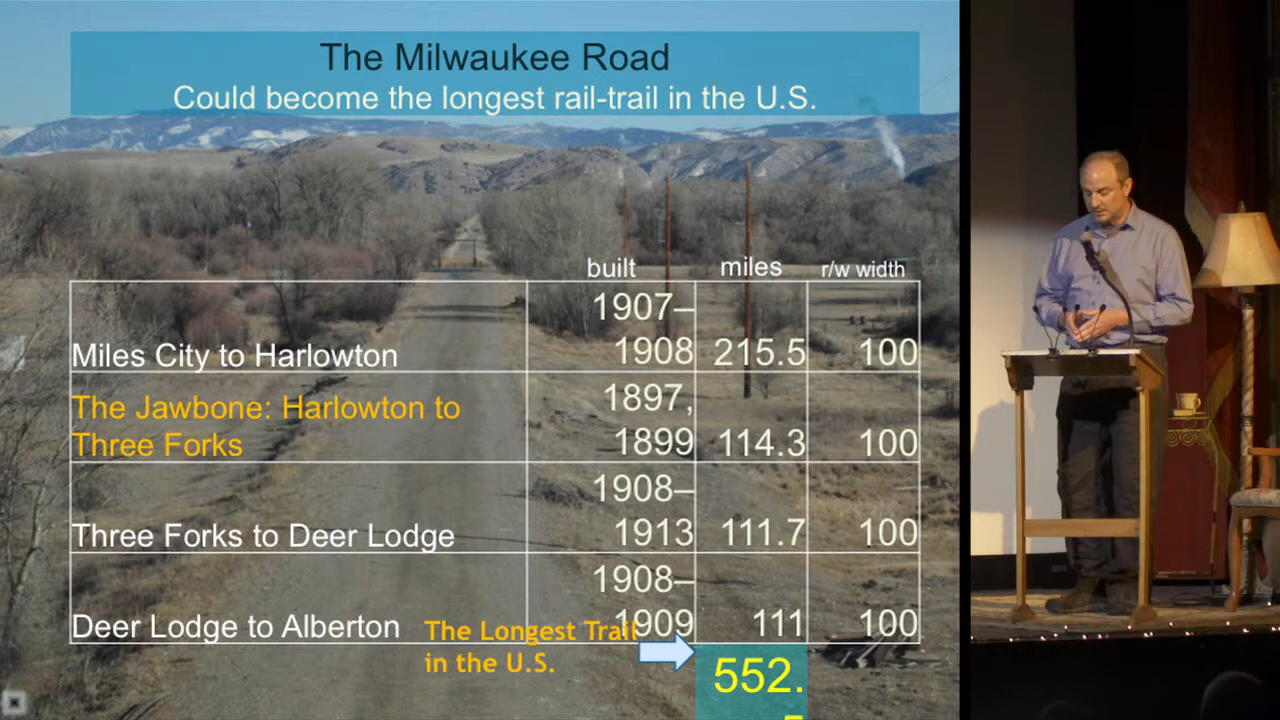 The Milwaukee Road
Could become the longest rail-trail in the U.S.
built miles r/w width
1907–
Miles City to Harlowton 1908 215.5 100
The Jawbone: Harlowton to 1897,
Three Forks 1899 114.3 100
1908–
Three Forks to Deer Lodge 1913 111.7 100
1908–
Deer Lodge to Alberton 1909 111 100
The Longest Trail
in the U.S.
552.